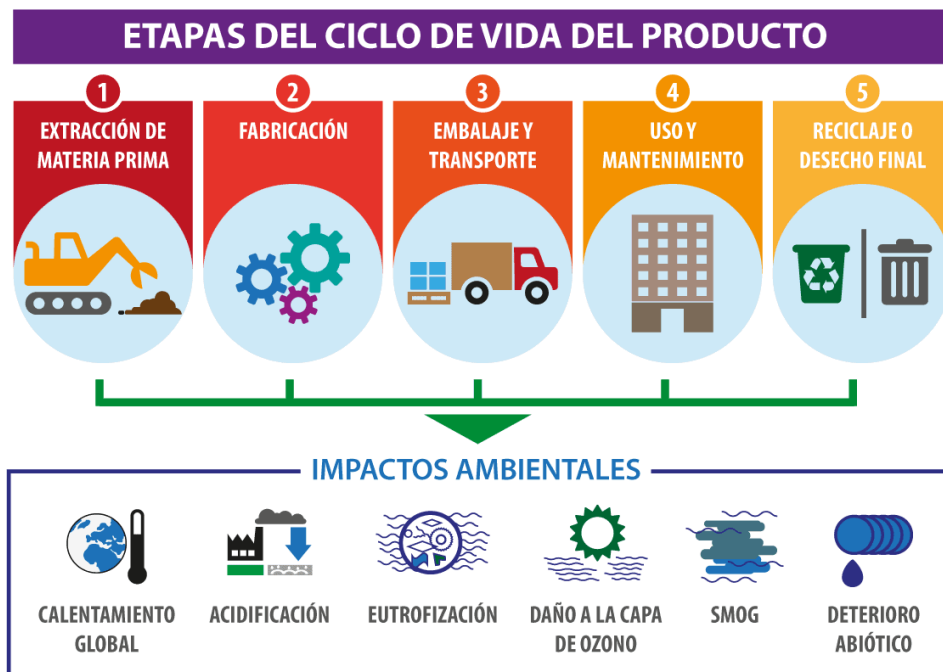 ETAPAS DEL CICLO DE VIDA DEL PRODUCTO
1
EXTRACCIÓN DE
MATERIA PRIMA
2
FABRICACIÓN
3
EMBALAJE Y
TRANSPORTE
4
USO Y
MANTENIMIENTO
5
RECICLAJE O
DESECHO FINAL
IMPACTOS AMBIENTALES
CALENTAMIENTO
GLOBAL
ACIDIFICACIÓN
EUTROFIZACIÓN
DAÑO A LA CAPA
DE OZONO
SMOG
DETERIORO
ABIÓTICO